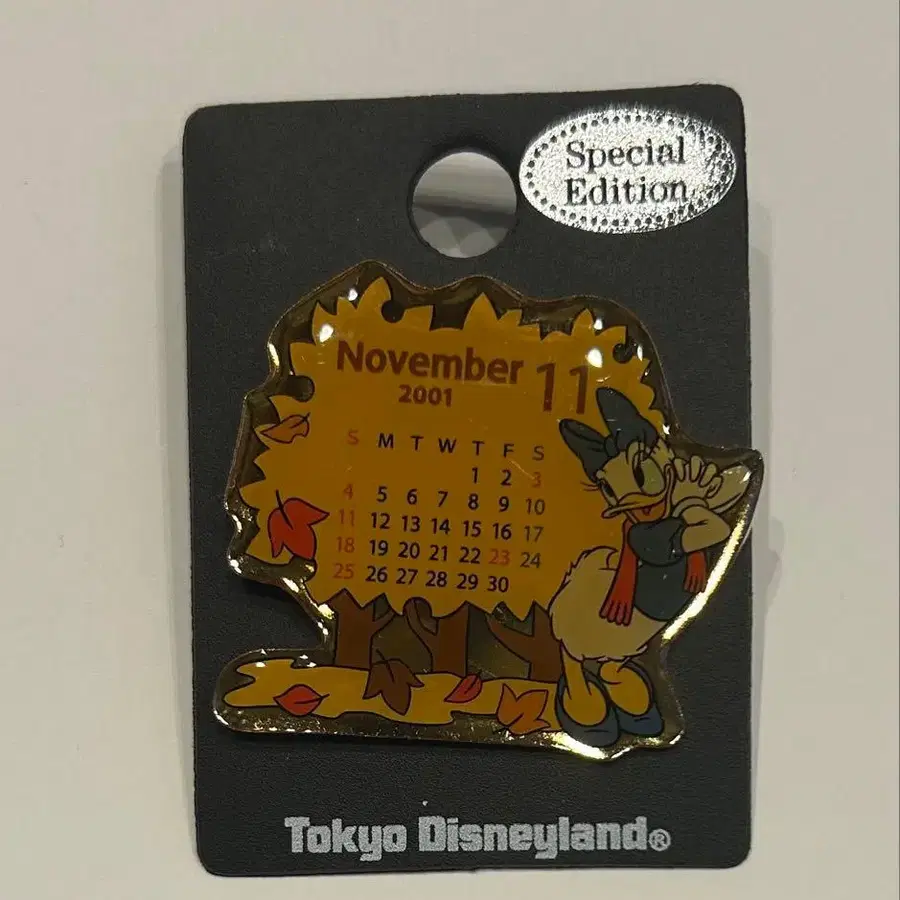 Special
Edition
November 11
2001
S M T W T F S
1 2 3
4 5 6 7 8 9 10
11 12 13 14 15 16 17
18 19 20 21 22 23 24
25 26 27 28 29 30
Tokyo Disneyland®